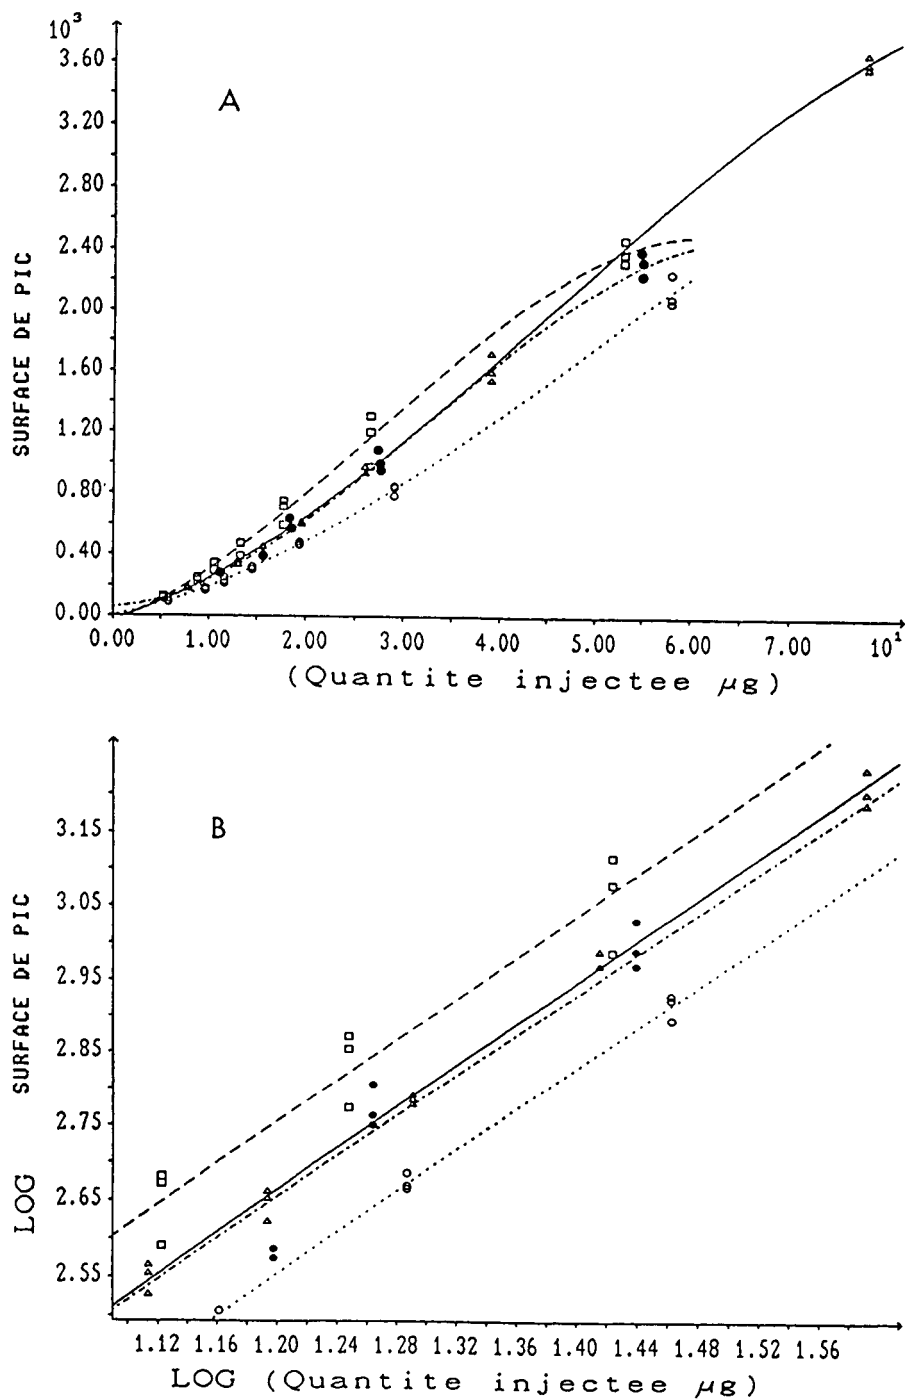 10³
3.60
A
3.20
2.80
2.40
2.00
1.60
1.20
0.80
0.40
0.00
SURFACE DE PIC
0.00 1.00 2.00 3.00 4.00 5.00 6.00 7.00 10¹
(Quantite injectee μg)
B
3.15
3.05
2.95
2.85
2.75
2.65
2.55
LOG SURFACE DE PIC
1.12 1.20 1.24 1.28 1.32 1.36 1.40 1.44 1.48 1.52 1.56
LOG (Quantite injectee μg)